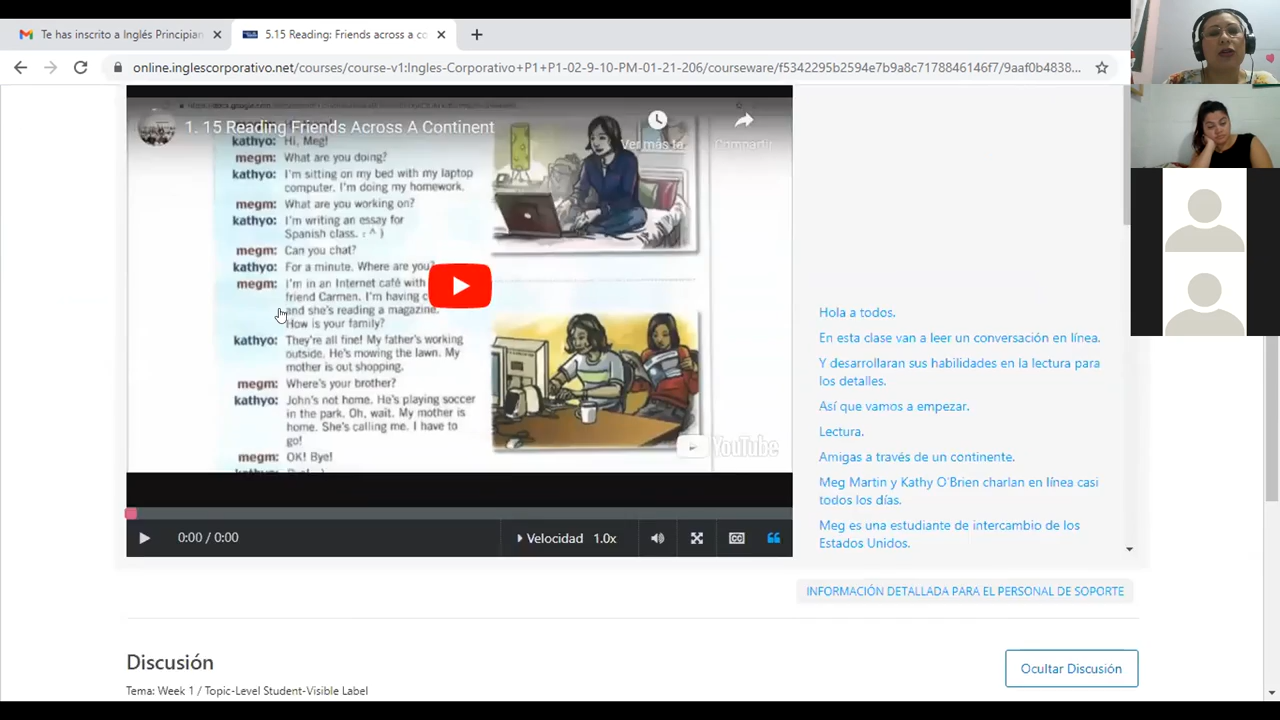 Te has inscrito a Inglés Principian
5.15 Reading: Friends across a co
online.inglescorporativo.net/courses/course-v1:Ingles-Corporativo+P1+P1-02-9-10-PM-01-21-206/courseware/f5342295b2594e7b9a8c7178846146f7/9aaf0b4838...
1. 15 Reading Friends Across A Continent
Ver más ta...
Compartir
kathyo: Hi, Meg!
megm: What are you doing?
kathyo: I'm sitting on my bed with my laptop
computer. I'm doing my homework.
megm: What are you working on?
kathyo: I'm writing an essay for
Spanish class. : ^ )
megm: Can you chat?
kathyo: For a minute. Where are you?
megm: I'm in an Internet café with
friend Carmen. I'm having
and she's reading a magazine.
How is your family?
kathyo: They're all fine! My father's working
outside. He's mowing the lawn. My
mother is out shopping.
megm: Where's your brother?
kathyo: John's not home. He's playing soccer
in the park. Oh, wait. My mother is
home. She's calling me. I have to
go!
megm: OK! Bye!
YouTube
0:00 / 0:00
Velocidad 1.0x
Hola a todos.
En esta clase van a leer un conversación en línea.
Y desarrollaran sus habilidades en la lectura para
los detalles.
Así que vamos a empezar.
Lectura.
Amigas a través de un continente.
Meg Martin y Kathy O'Brien charlan en línea casi
todos los días.
Meg es una estudiante de intercambio de los
Estados Unidos.
INFORMACIÓN DETALLADA PARA EL PERSONAL DE SOPORTE
Discusión
Ocultar Discusión
Tema: Week 1 / Topic-Level Student-Visible Label